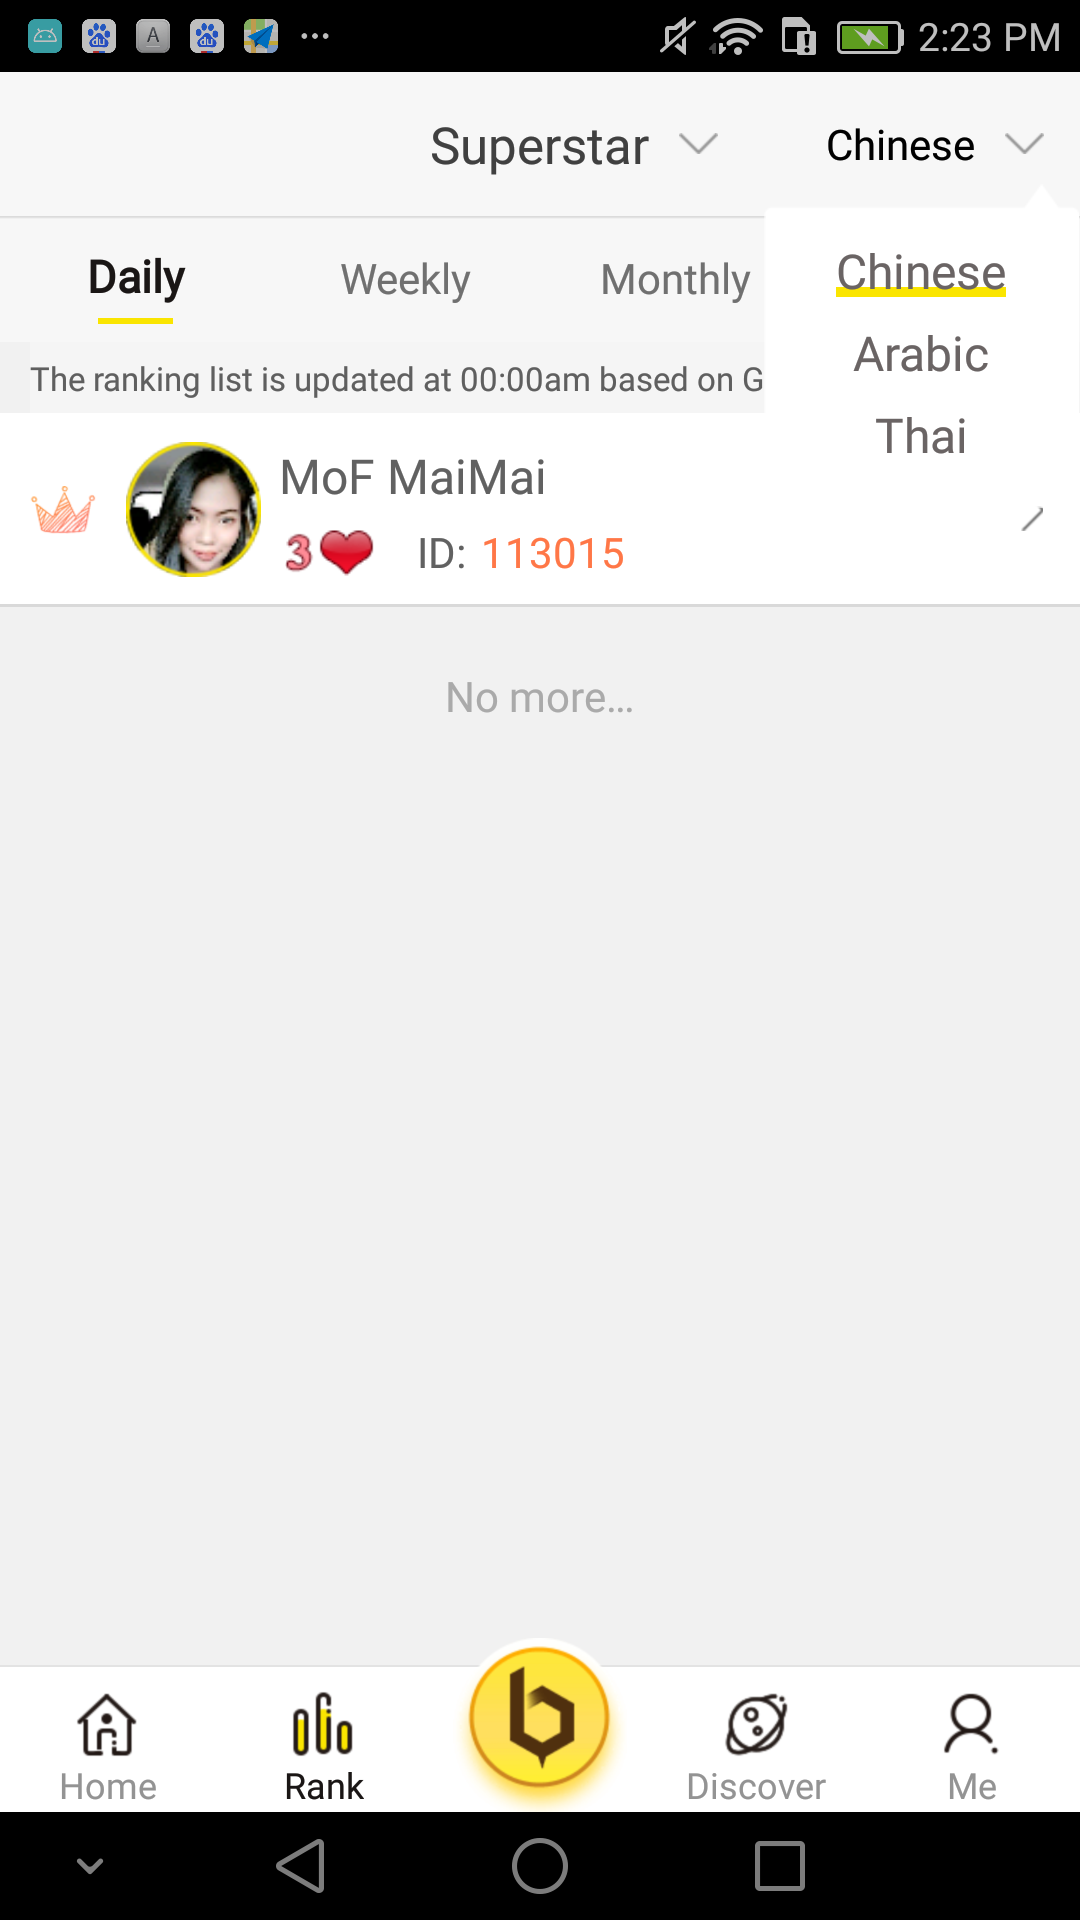 2:23 PM
Superstar
Chinese
Daily
Weekly
Monthly
Chinese
Arabic
Thai
The ranking list is updated at 00:00am based on G
MoF MaiMai
3
ID: 113015
No more...
Home
Rank
Discover
Me